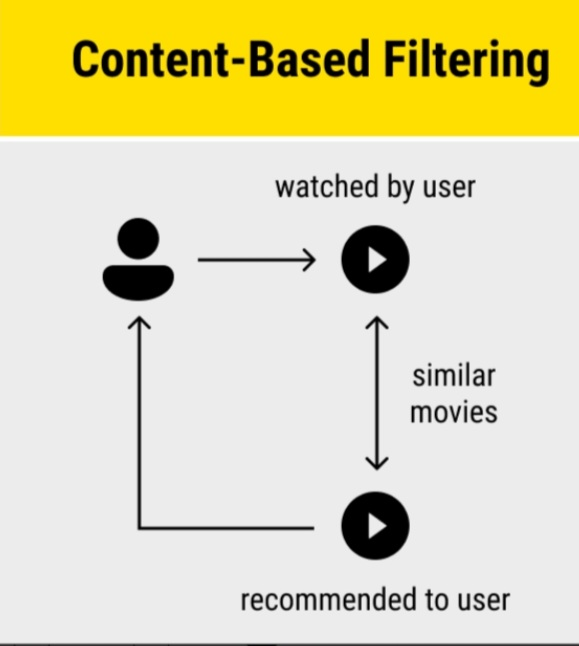 Content-Based Filtering
watched by user
similar
movies
recommended to user